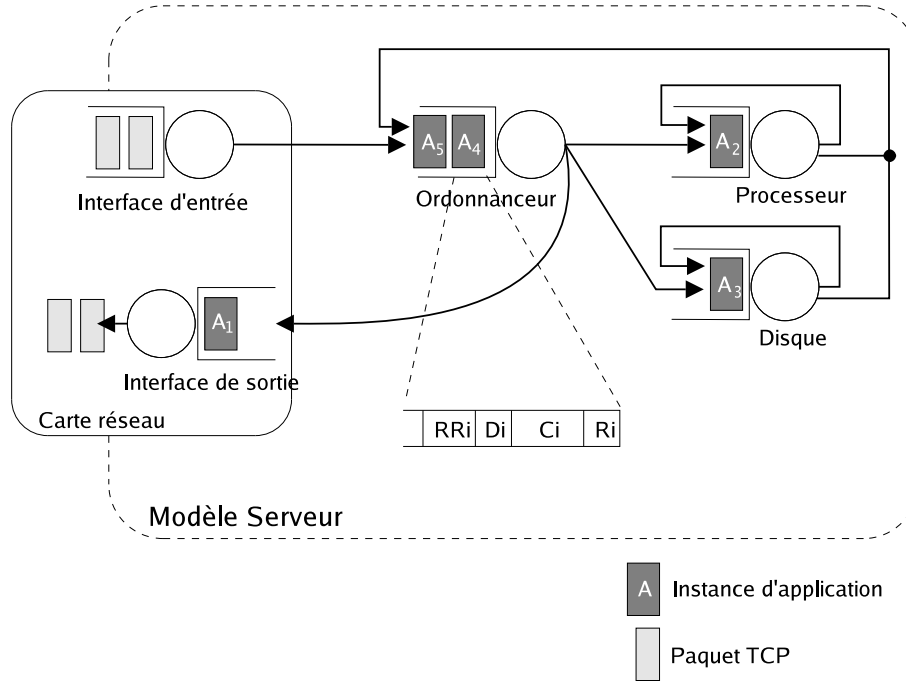 A5 A4
A2
Interface d'entrée
Ordonnanceur
Processeur
A3
A1
Disque
Interface de sortie
Carte réseau
RRi Di Ci Ri
Modèle Serveur
A Instance d'application
Paquet TCP